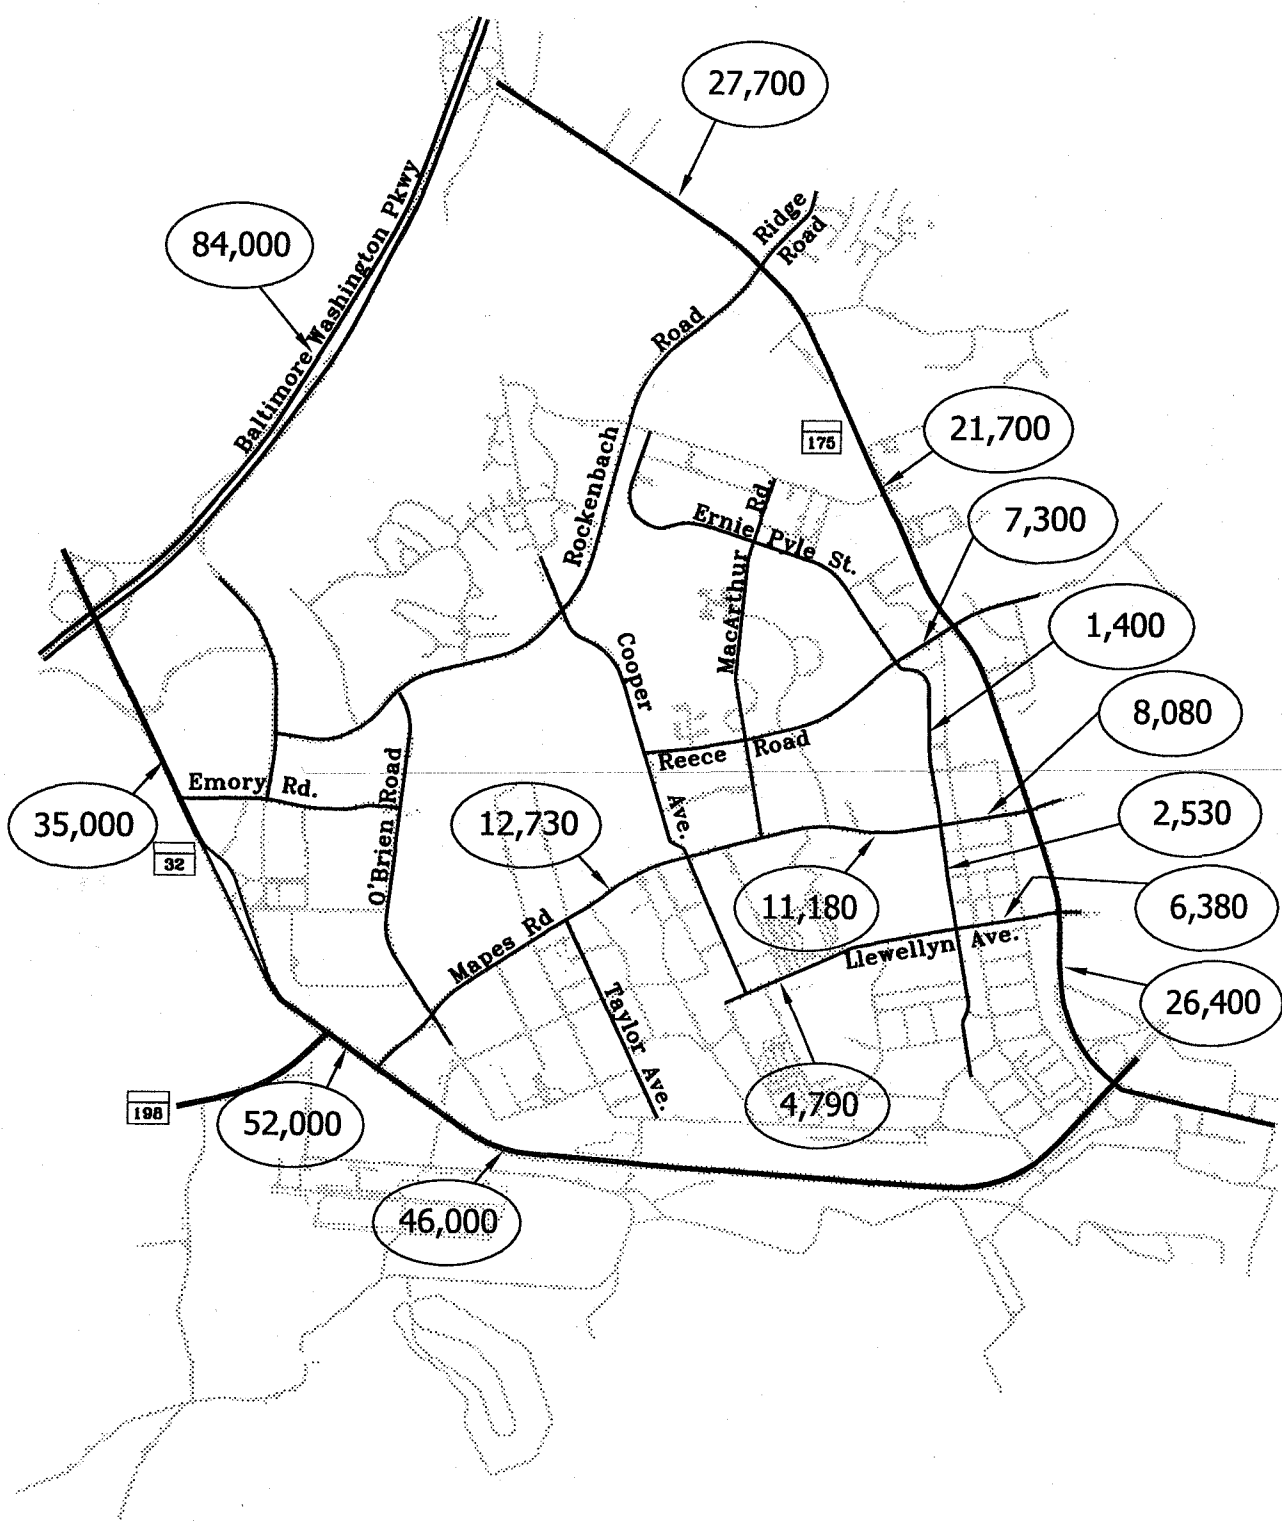 27,700
Ridge
Road
84,000
Baltimore Washington Pkwy
Road
175
21,700
Rockenbach
Rd.
7,300
Ernie Pyle St.
MacArthur
1,400
Cooper
8,080
Reece Road
Emory Rd.
O'Brien Road
35,000
32
12,730
Ave.
2,530
11,180
6,380
Mapes Rd
Llewellyn Ave.
Taylor Ave.
26,400
198
52,000
4,790
46,000